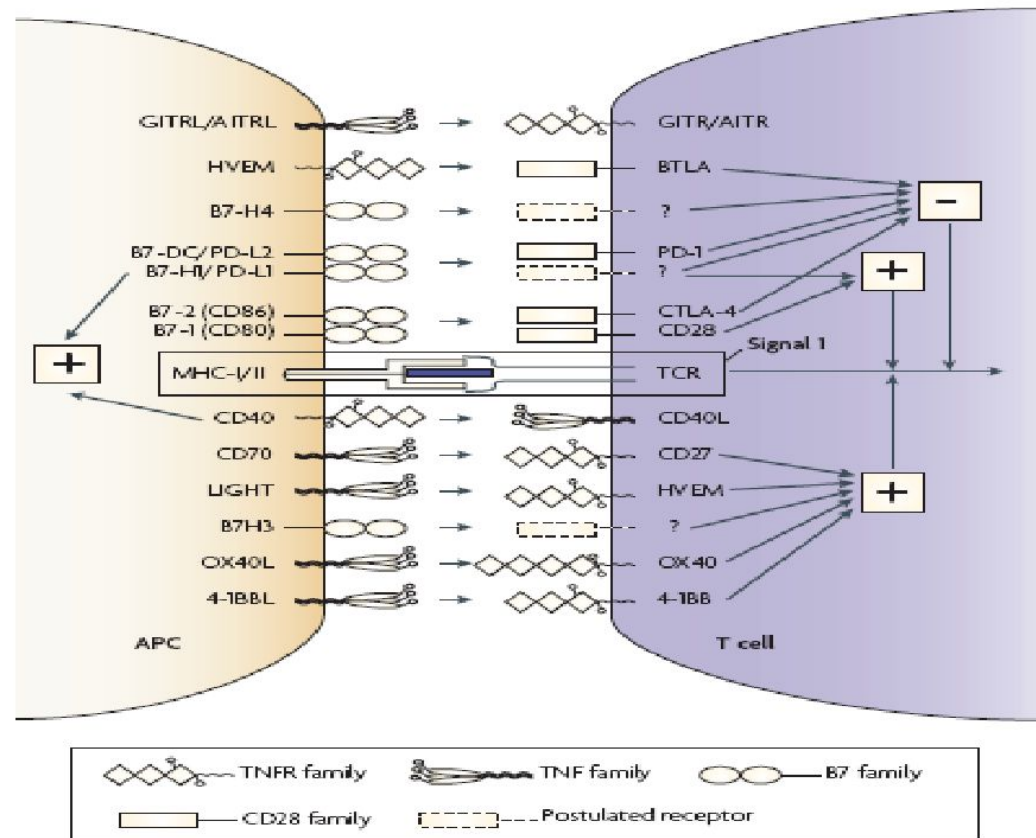 GITRL/AITRL GITR/AITR
HVEM BTLA
B7-H4 ?
-
B7-DC/PD-L2 PD-1
B7-H1/PD-L1 ?
+
B7-2 (CD86) CTLA-4
B7-1 (CD80) CD28
Signal 1
+
MHC-I/II TCR
CD40 CD40L
CD70 CD27
LIGHT HVEM
+
B7H3 ?
OX40L OX40
4-1BBL 4-1BB
APC T cell
TNFR family TNF family B7 family
CD28 family Postulated receptor